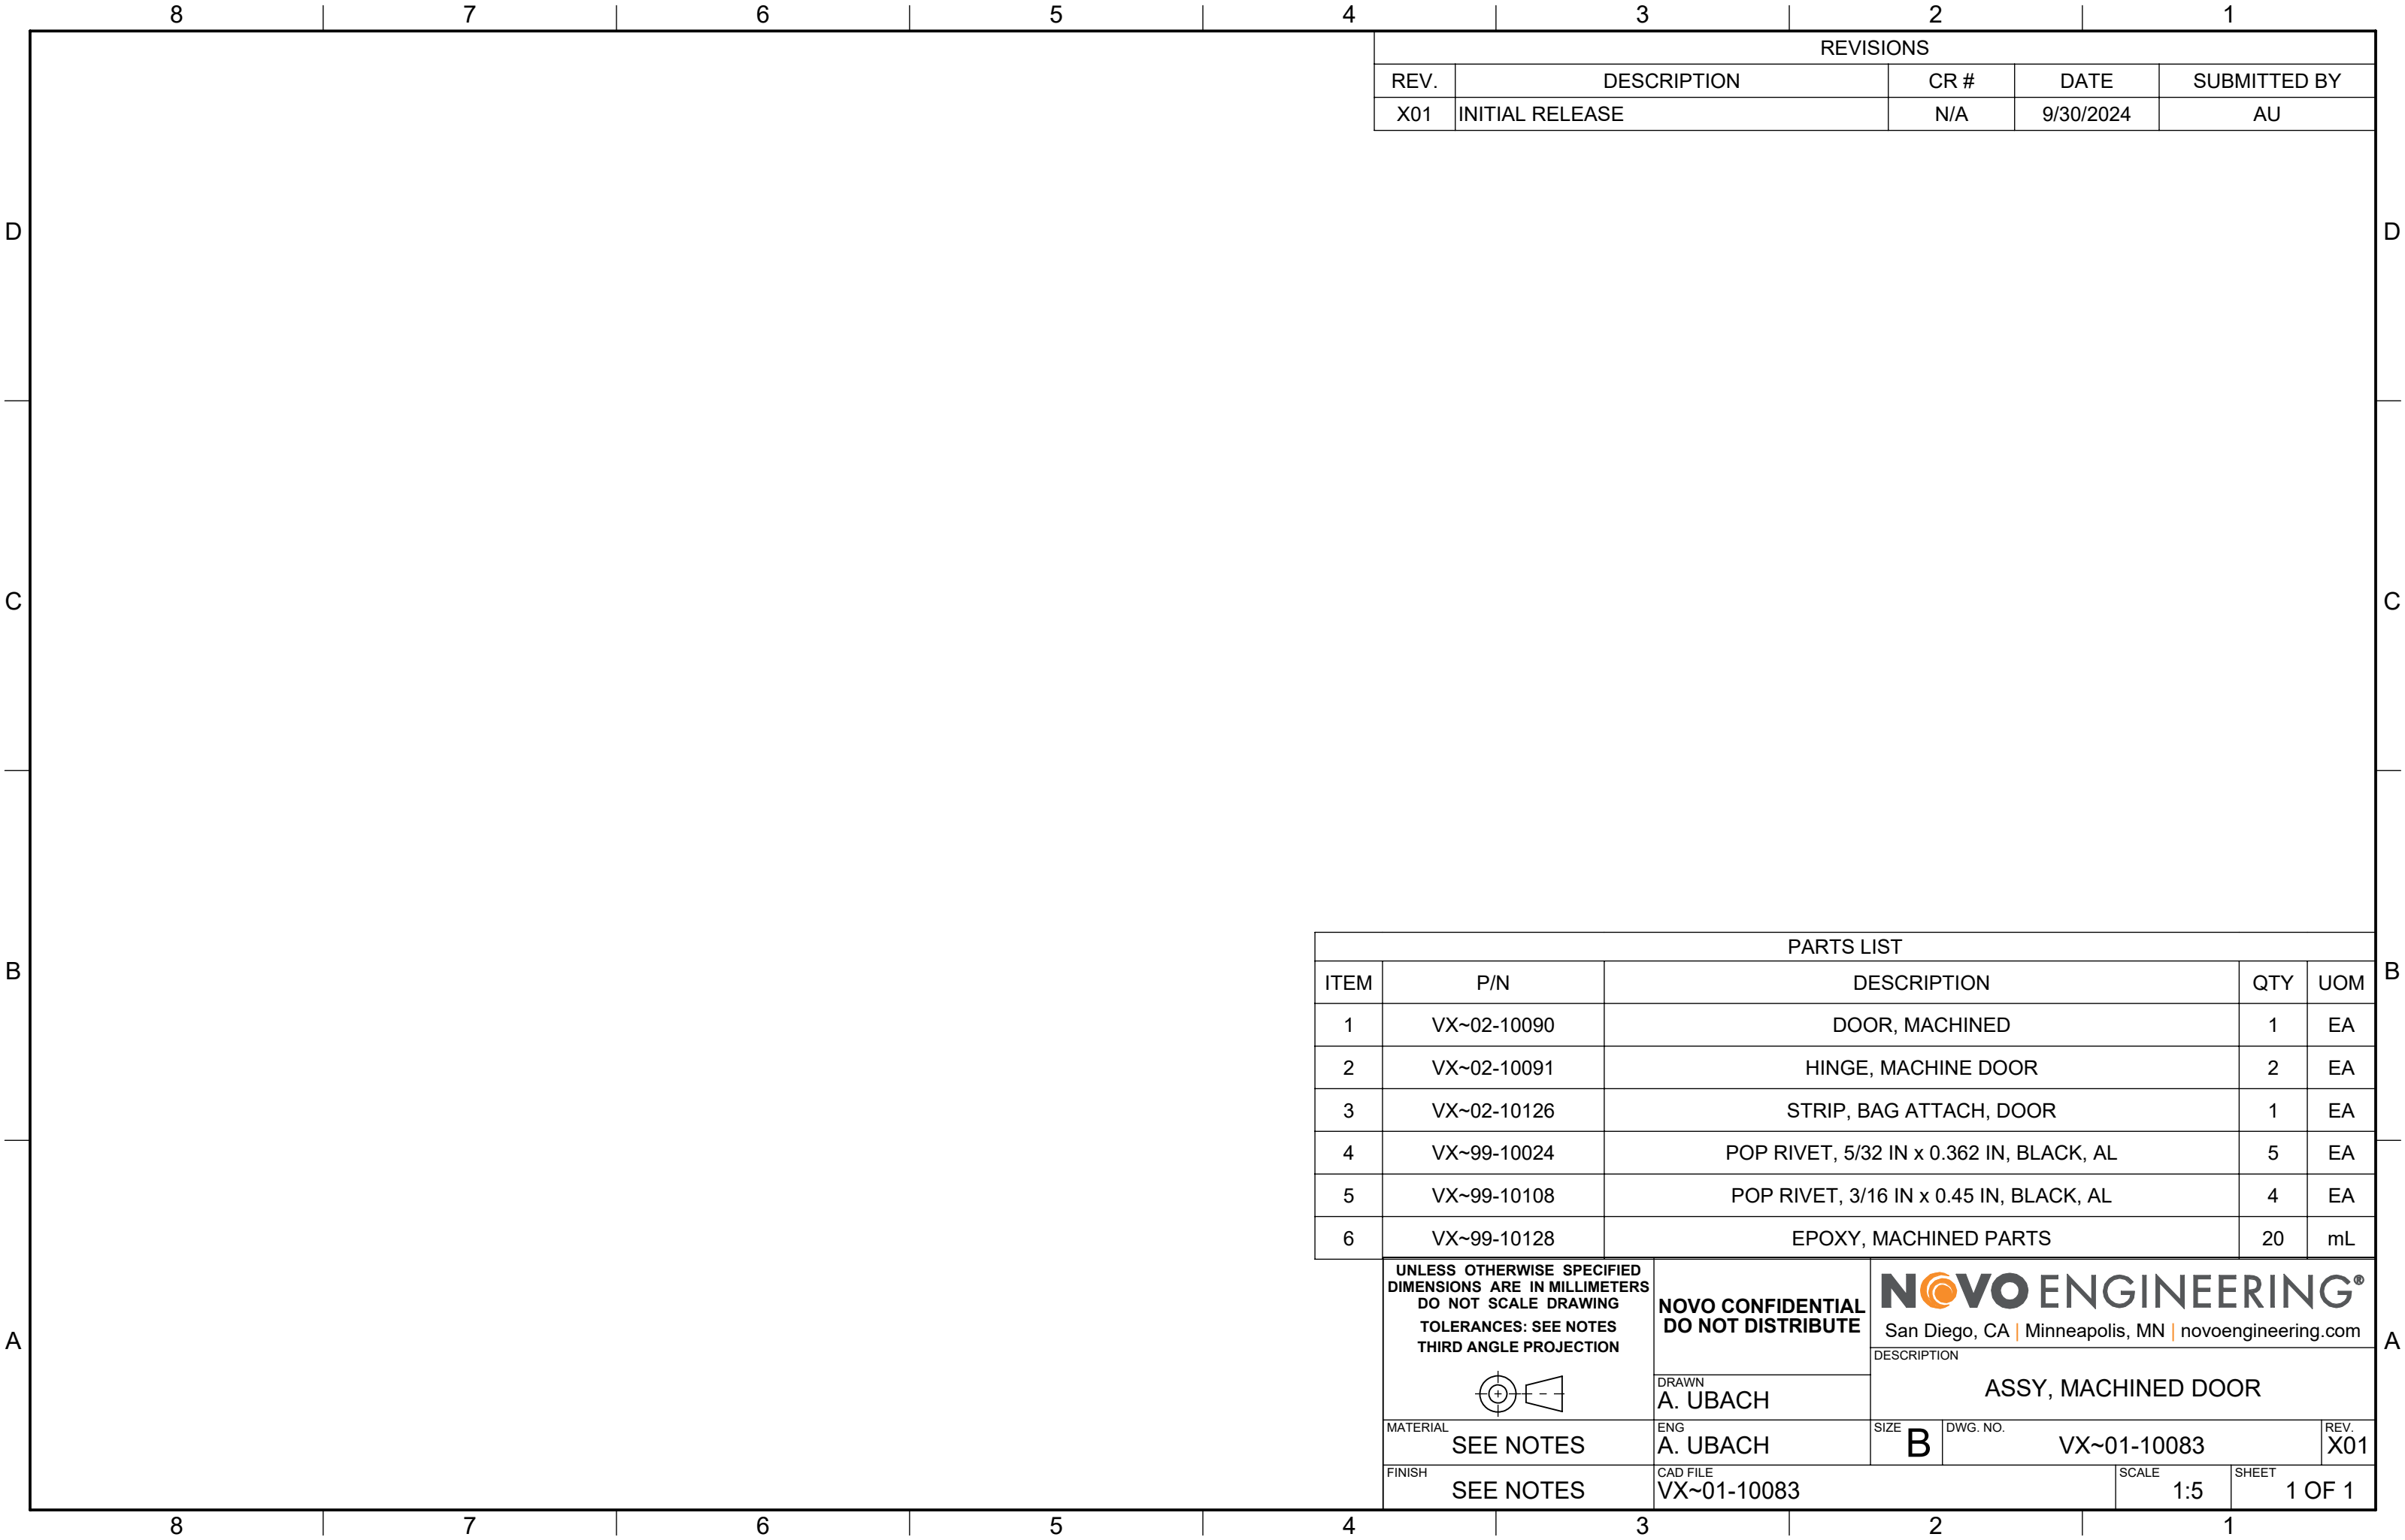 8 7 6 5 4 3 2 1
REVISIONS
REV. DESCRIPTION CR # DATE SUBMITTED BY
X01 INITIAL RELEASE N/A 9/30/2024 AU
D D
C C
PARTS LIST
B B
ITEM P/N DESCRIPTION QTY UOM
1 VX~02-10090 DOOR, MACHINED 1 EA
2 VX~02-10091 HINGE, MACHINE DOOR 2 EA
3 VX~02-10126 STRIP, BAG ATTACH, DOOR 1 EA
4 VX~99-10024 POP RIVET, 5/32 IN x 0.362 IN, BLACK, AL 5 EA
5 VX~99-10108 POP RIVET, 3/16 IN x 0.45 IN, BLACK, AL 4 EA
6 VX~99-10128 EPOXY, MACHINED PARTS 20 mL
UNLESS OTHERWISE SPECIFIED
DIMENSIONS ARE IN MILLIMETERS
DO NOT SCALE DRAWING
TOLERANCES: SEE NOTES
THIRD ANGLE PROJECTION
NOVO CONFIDENTIAL
DO NOT DISTRIBUTE
NOVO ENGINEERING®
San Diego, CA | Minneapolis, MN | novoengineering.com
A A
DESCRIPTION
ASSY, MACHINED DOOR
DRAWN
A. UBACH
MATERIAL
SEE NOTES
ENG
A. UBACH
SIZE
B
DWG. NO.
VX~01-10083
REV.
X01
FINISH
SEE NOTES
CAD FILE
VX~01-10083
SCALE
1:5
SHEET
1 OF 1
8 7 6 5 4 3 2 1